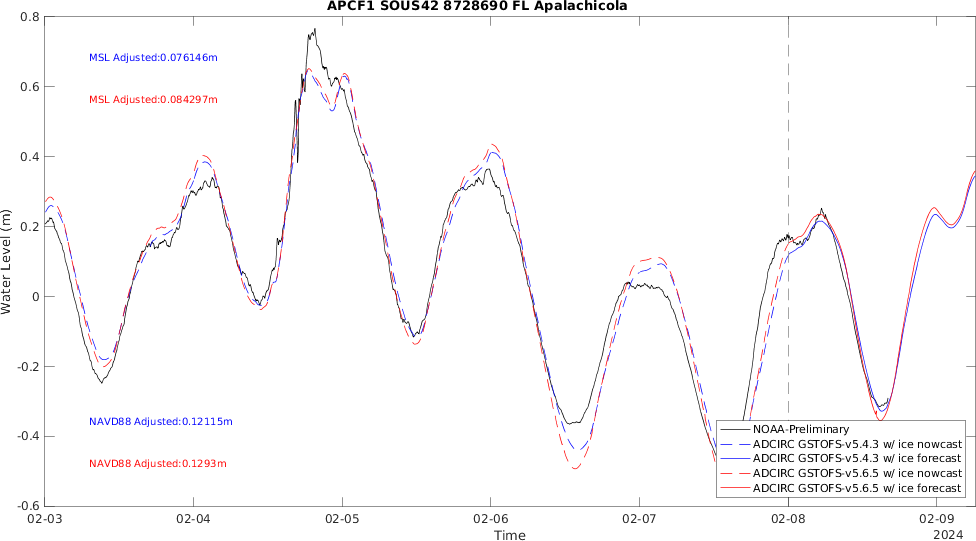 APCF1 SOUS42 8728690 FL Apalachicola
0.8
0.6
0.4
0.2
0
-0.2
-0.4
-0.6
Water Level (m)
MSL Adjusted:0.076146m
MSL Adjusted:0.084297m
NAVD88 Adjusted:0.12115m
NAVD88 Adjusted:0.1293m
NOAA-Preliminary
ADCIRC GSTOFS-v5.4.3 w/ ice nowcast
ADCIRC GSTOFS-v5.4.3 w/ ice forecast
ADCIRC GSTOFS-v5.6.5 w/ ice nowcast
ADCIRC GSTOFS-v5.6.5 w/ ice forecast
02-03 02-04 02-05 02-06 02-07 02-08 02-09
Time
2024